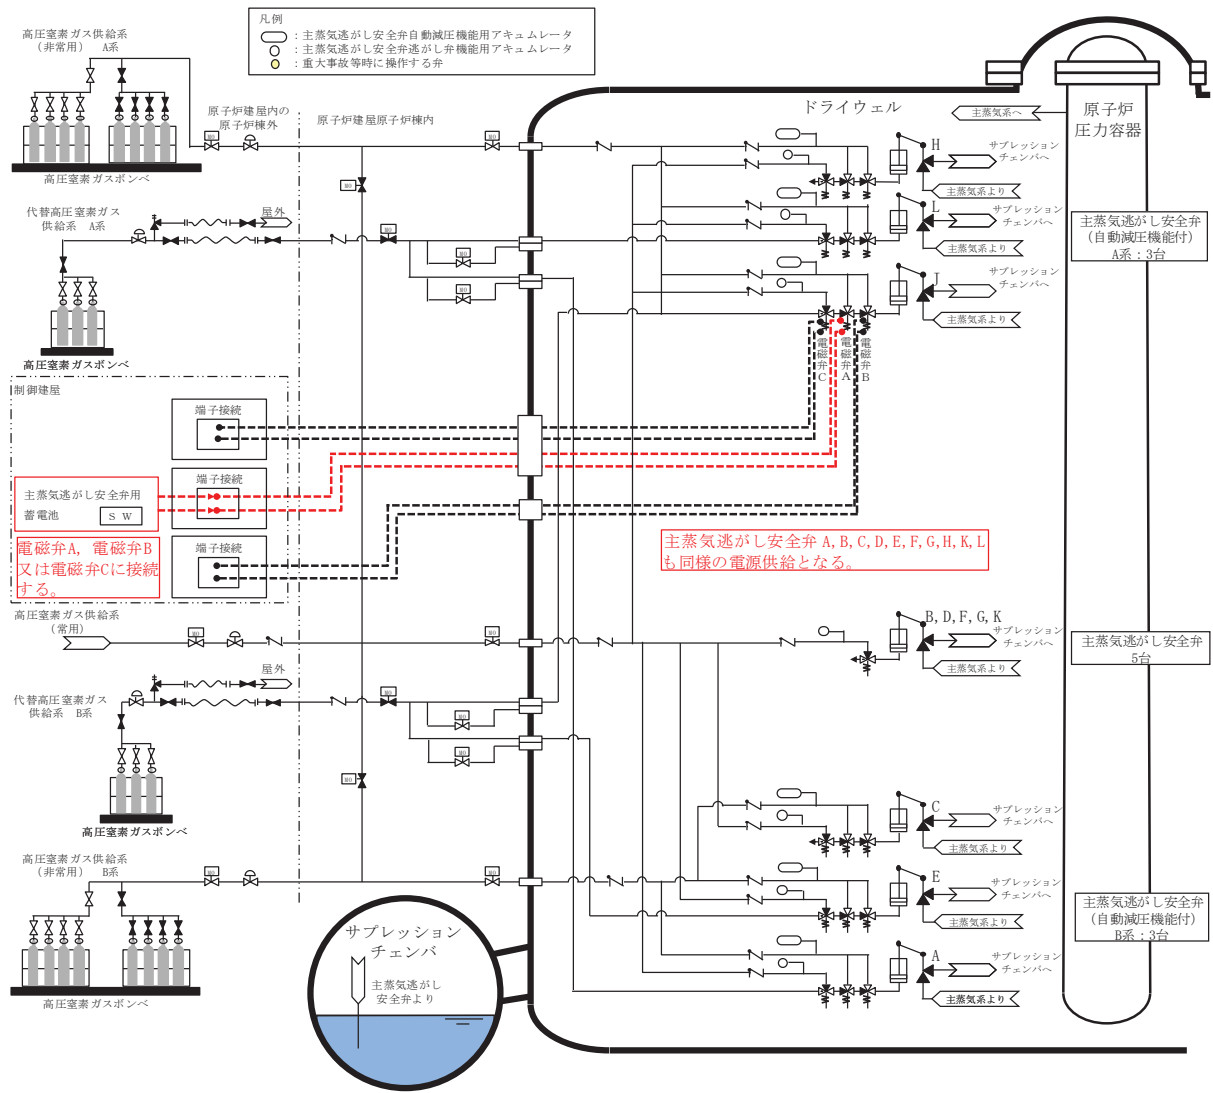 凡例
：主蒸気逃がし安全弁自動減圧機能用アキュムレータ
：主蒸気逃がし安全弁逃がし弁機能用アキュムレータ
：重大事故等時に操作する弁
高圧窒素ガス供給系
（非常用）　A系
高圧窒素ガスボンベ
原子炉建屋内の
原子炉棟外
原子炉建屋原子炉棟内
MO
MO
MO
代替高圧窒素ガス
供給系　A系
屋外
MO
MO
MO
高圧窒素ガスボンベ
ドライウェル
主蒸気系へ
原子炉
圧力容器
H
サプレッション
チェンバへ
主蒸気系より
L
サプレッション
チェンバへ
主蒸気系より
J
サプレッション
チェンバへ
主蒸気系より
主蒸気逃がし安全弁
（自動減圧機能付）
A系：3台
電磁弁C
電磁弁A
電磁弁B
制御建屋
端子接続
端子接続
端子接続
主蒸気逃がし安全弁用
蓄電池
ＳＷ
電磁弁A，電磁弁B
又は電磁弁Cに接続
する。
主蒸気逃がし安全弁 A,B,C,D,E,F,G,H,K,L
も同様の電源供給となる。
高圧窒素ガス供給系
（常用）
MO
MO
B,D,F,G,K
サプレッション
チェンバへ
主蒸気系より
主蒸気逃がし安全弁
5台
代替高圧窒素ガス
供給系　B系
屋外
MO
MO
MO
MO
高圧窒素ガスボンベ
C
サプレッション
チェンバへ
主蒸気系より
高圧窒素ガス供給系
（非常用）　B系
MO
MO
高圧窒素ガスボンベ
E
サプレッション
チェンバへ
主蒸気系より
主蒸気逃がし安全弁
（自動減圧機能付）
B系：3台
A
サプレッション
チェンバへ
主蒸気系より
サプレッション
チェンバ
主蒸気逃がし
安全弁より